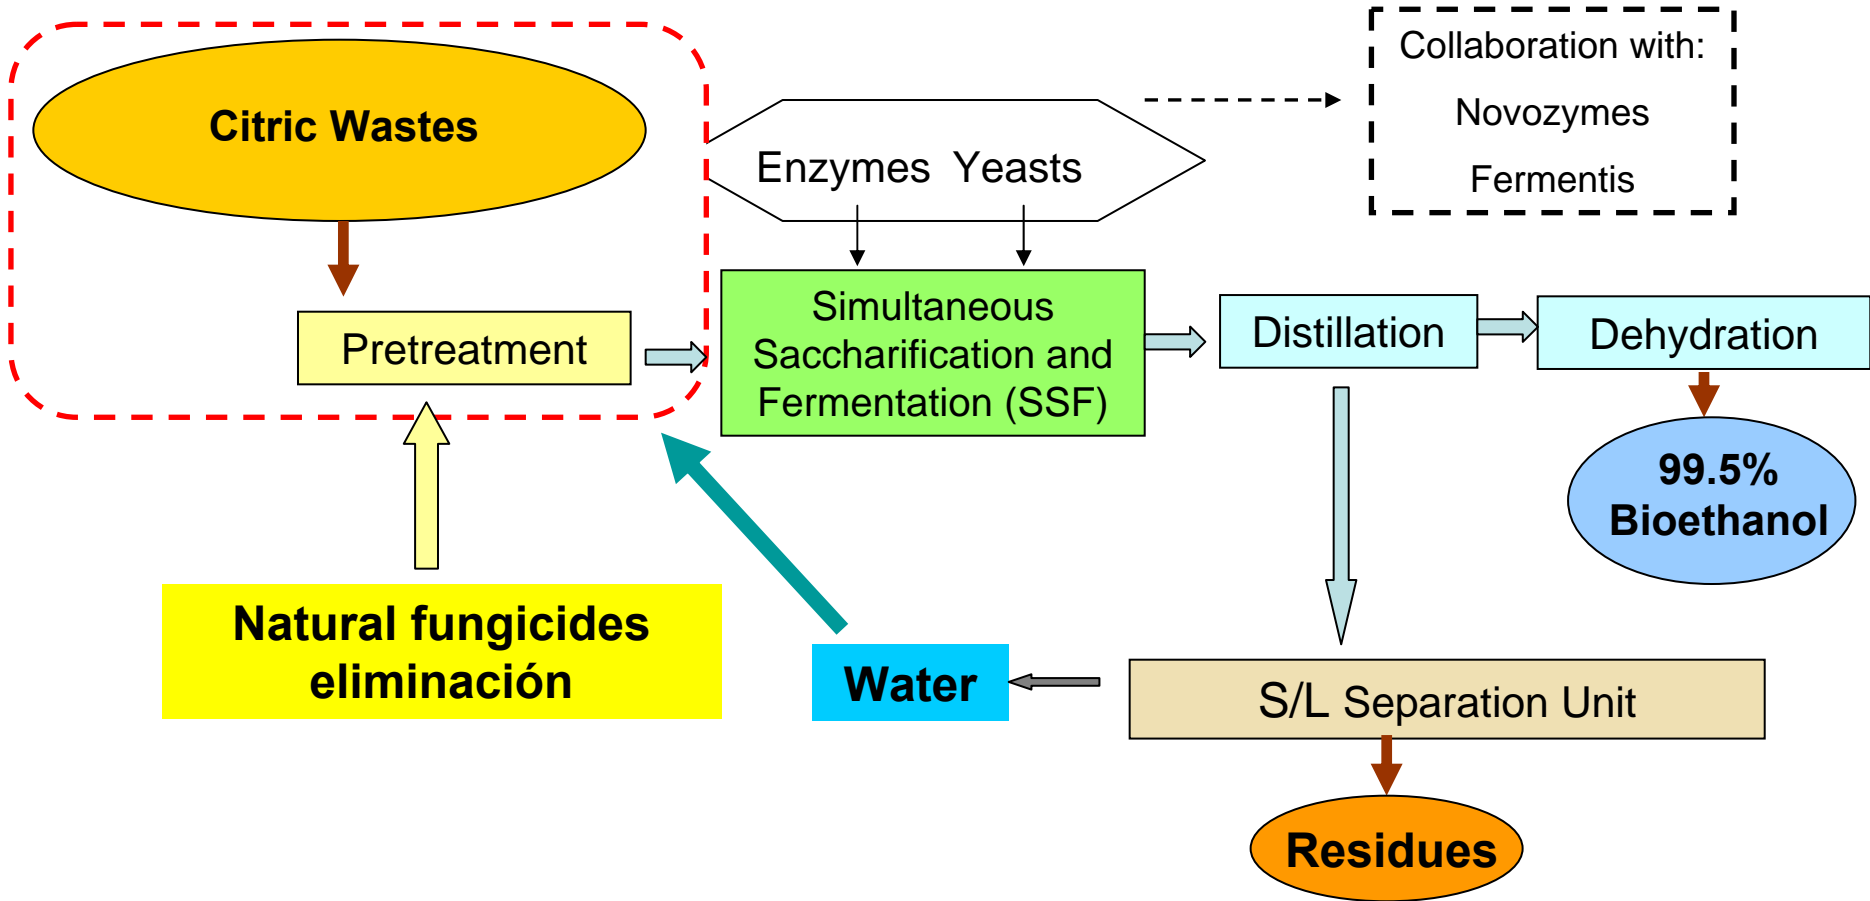 Citric Wastes
Collaboration with:
Novozymes
Fermentis
Enzymes Yeasts
Pretreatment
Simultaneous
Saccharification and
Fermentation (SSF)
Distillation
Dehydration
99.5%
Bioethanol
Natural fungicides
eliminación
Water
S/L Separation Unit
Residues